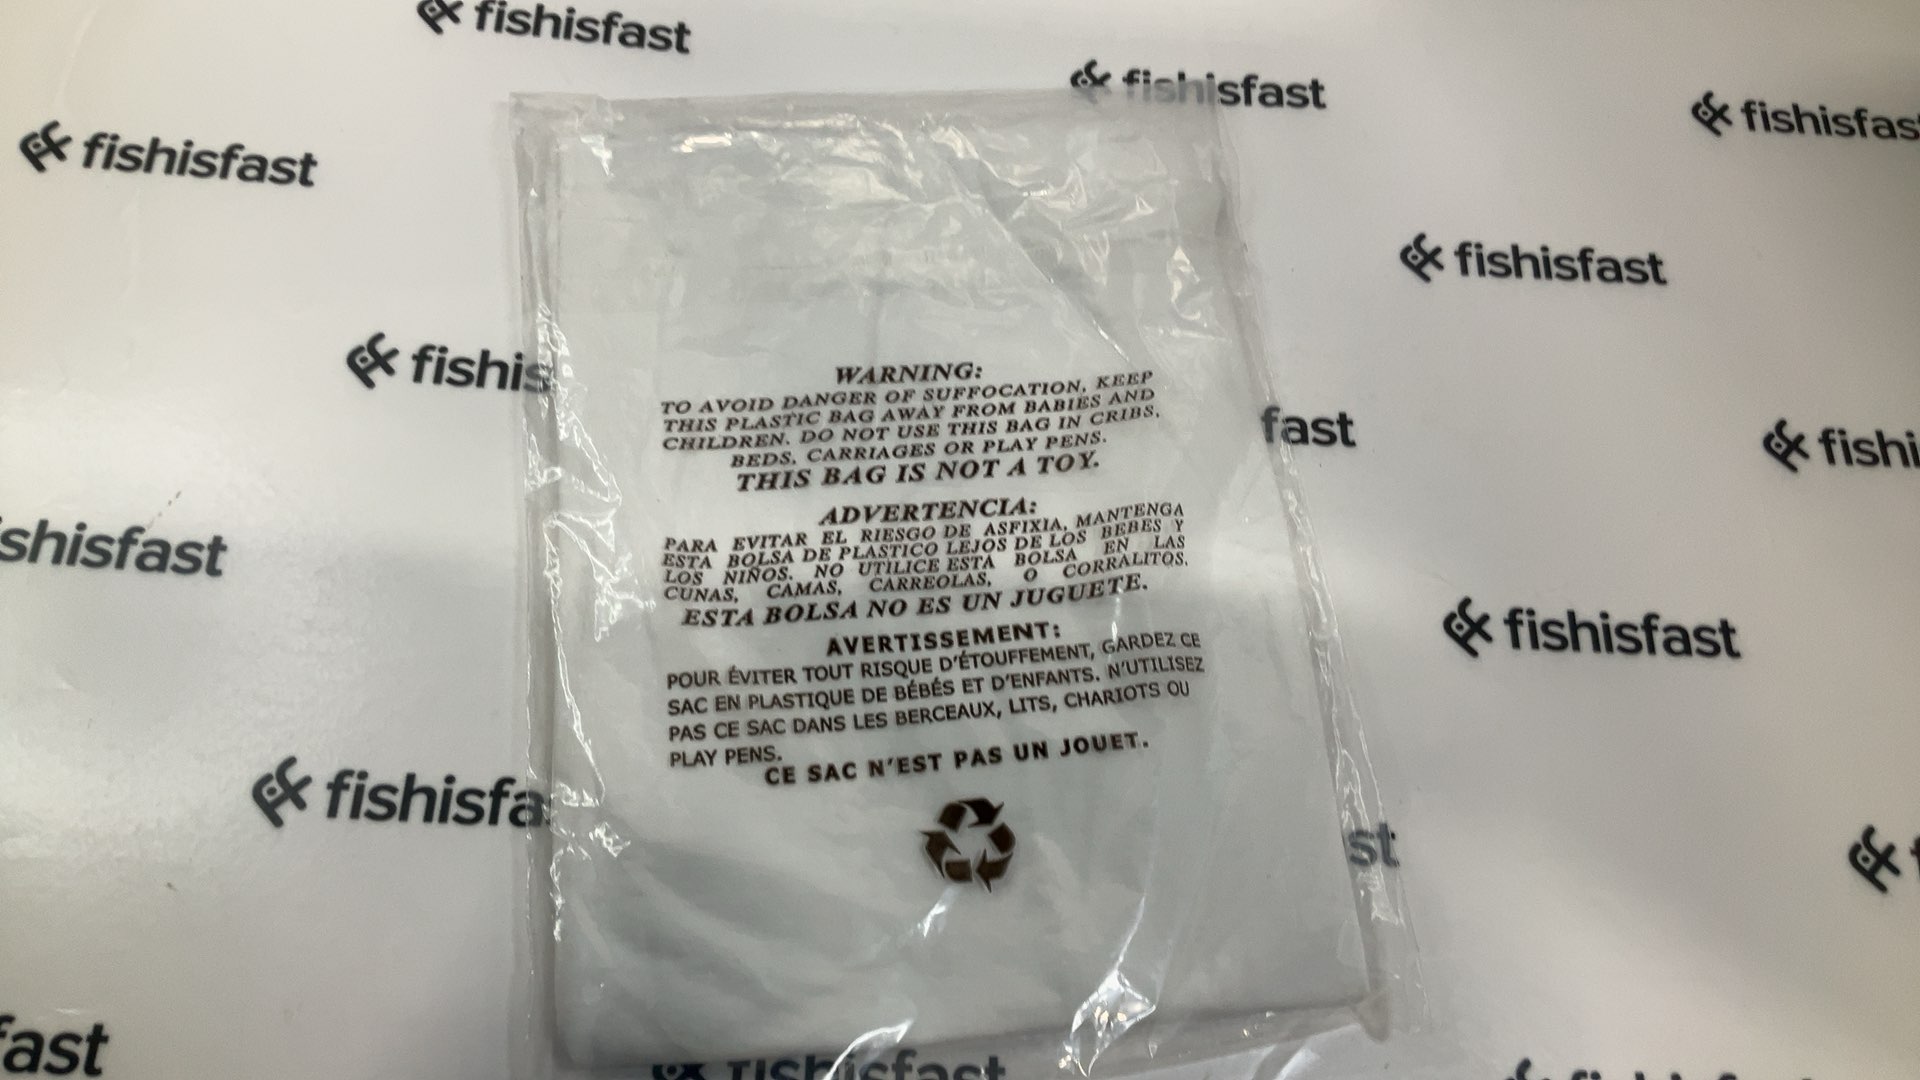 fishisfast
fishisfast
fishisfas
fishisfast
fishisfast
fishis
fast
fishi
shisfast
fishisfast
fishisfa
st
fast
fishisfast
WARNING:
TO AVOID DANGER OF SUFFOCATION, KEEP
THIS PLASTIC BAG AWAY FROM BABIES AND
CHILDREN. DO NOT USE THIS BAG IN CRIBS,
BEDS, CARRIAGES OR PLAY PENS.
THIS BAG IS NOT A TOY.
ADVERTENCIA:
PARA EVITAR EL RIESGO DE ASFIXIA, MANTENGA
ESTA BOLSA DE PLASTICO LEJOS DE LOS BEBES Y
LOS NIÑOS. NO UTILICE ESTA BOLSA EN LAS
CUNAS, CAMAS, CARREOLAS, O CORRALITOS.
ESTA BOLSA NO ES UN JUGUETE.
AVERTISSEMENT:
POUR ÉVITER TOUT RISQUE D'ÉTOUFFEMENT, GARDEZ CE
SAC EN PLASTIQUE DE BÉBÉS ET D'ENFANTS. N'UTILISEZ
PAS CE SAC DANS LES BERCEAUX, LITS, CHARIOTS OU
PLAY PENS.
CE SAC N'EST PAS UN JOUET.